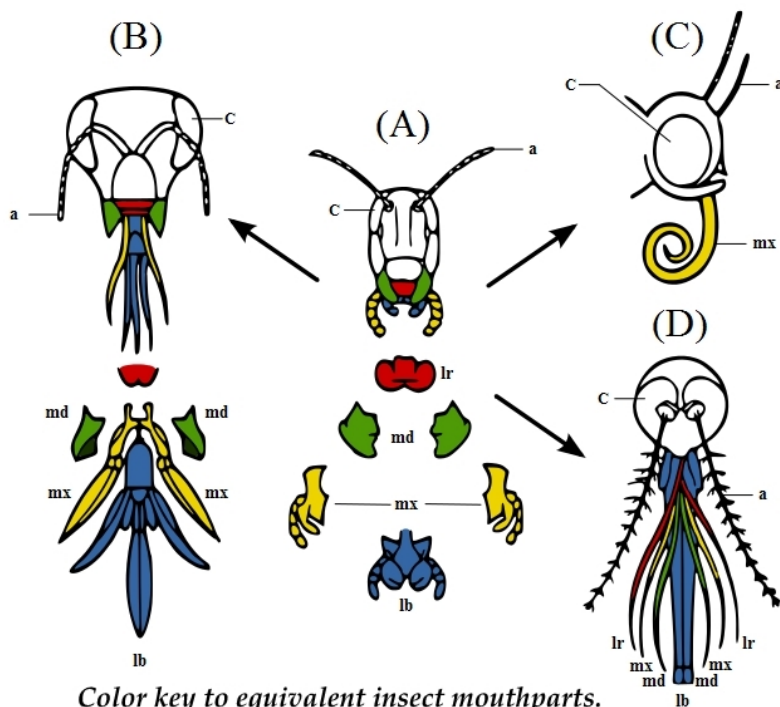 (B)
C
a
md
md
mx
mx
lb
(A)
a
C
lr
md
mx
lb
(C)
C
a
mx
(D)
C
a
lr
lr
mx
mx
md
md
lb
Color key to equivalent insect mouthparts.